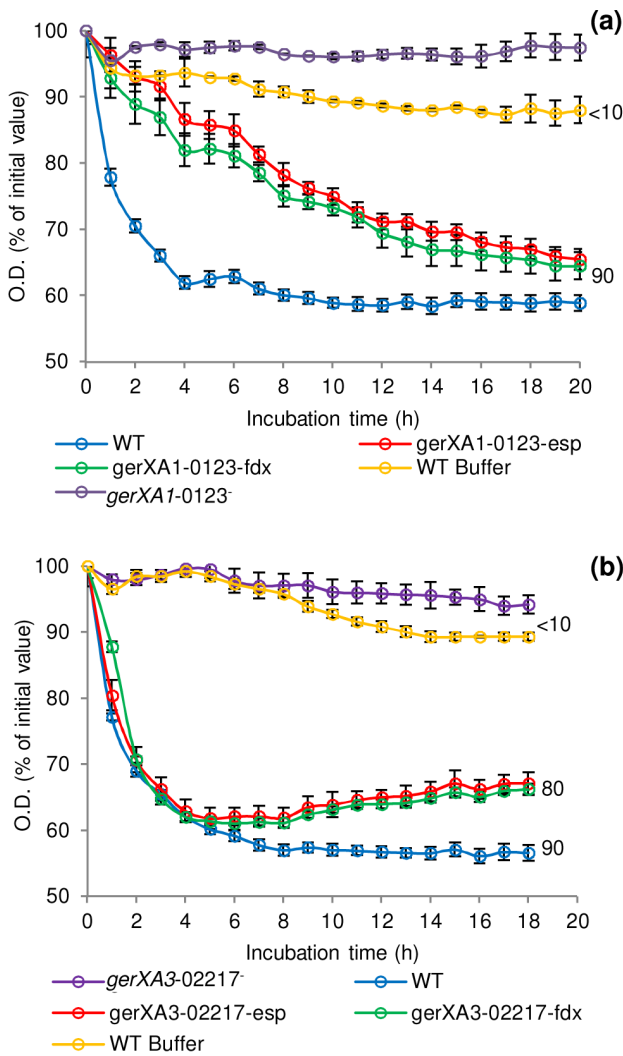 (a)
100
90
80
70
60
50
O.D. (% of initial value)
<10
90
0 2 4 6 8 10 12 14 16 18 20
Incubation time (h)
WT gerXA1-0123-esp
gerXA1-0123-fdx WT Buffer
gerXA1-0123-
(b)
100
90
80
70
60
50
O.D. (% of initial value)
<10
80
90
0 2 4 6 8 10 12 14 16 18 20
Incubation time (h)
gerXA3-02217- WT
gerXA3-02217-esp gerXA3-02217-fdx
WT Buffer